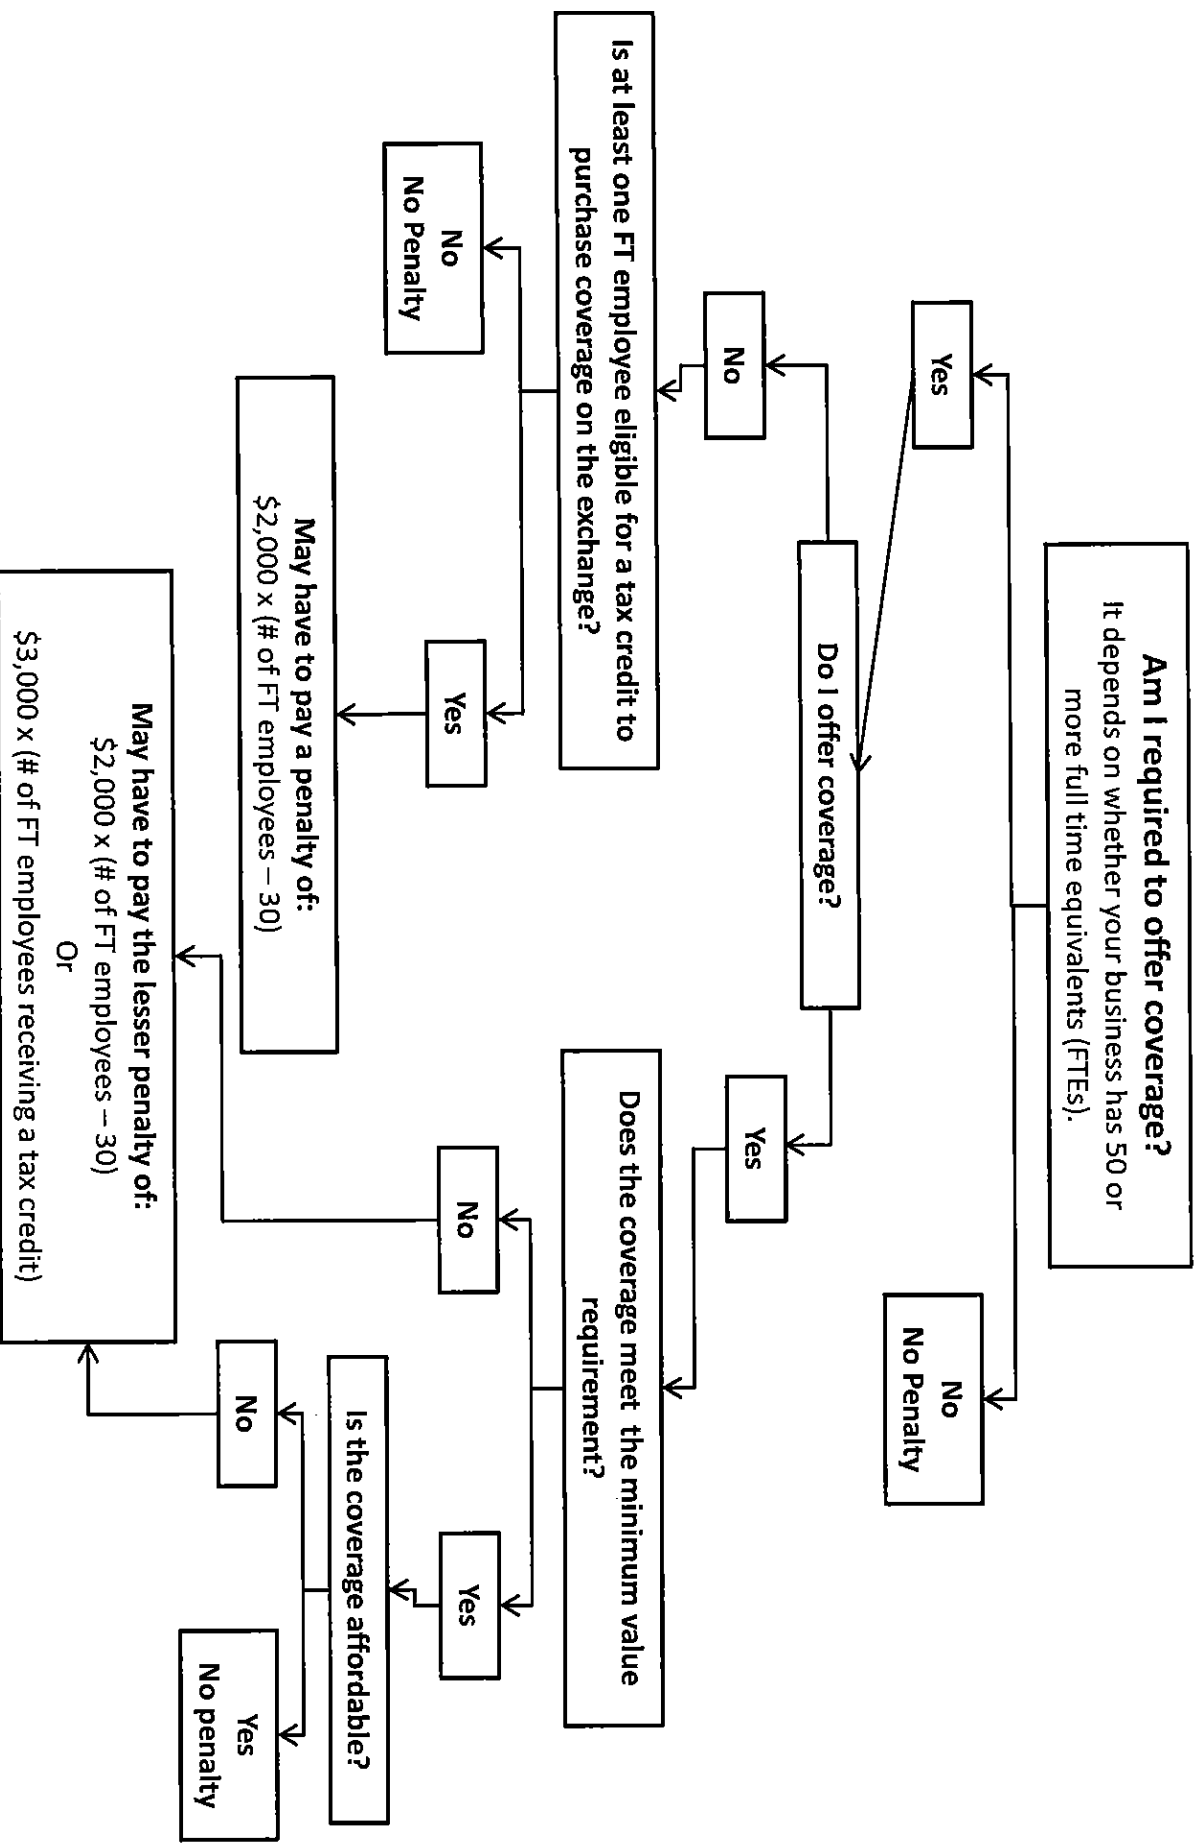 Am I required to offer coverage?
It depends on whether your business has 50 or
more full time equivalents (FTEs).
Yes
No
No Penalty
Do I offer coverage?
No
Yes
Is at least one FT employee eligible for a tax credit to
purchase coverage on the exchange?
Does the coverage meet the minimum value
requirement?
No
No Penalty
Yes
No
Yes
May have to pay a penalty of:
$2,000 x (# of FT employees – 30)
Is the coverage affordable?
No
Yes
No penalty
May have to pay the lesser penalty of:
$2,000 x (# of FT employees – 30)
Or
$3,000 x (# of FT employees receiving a tax credit)